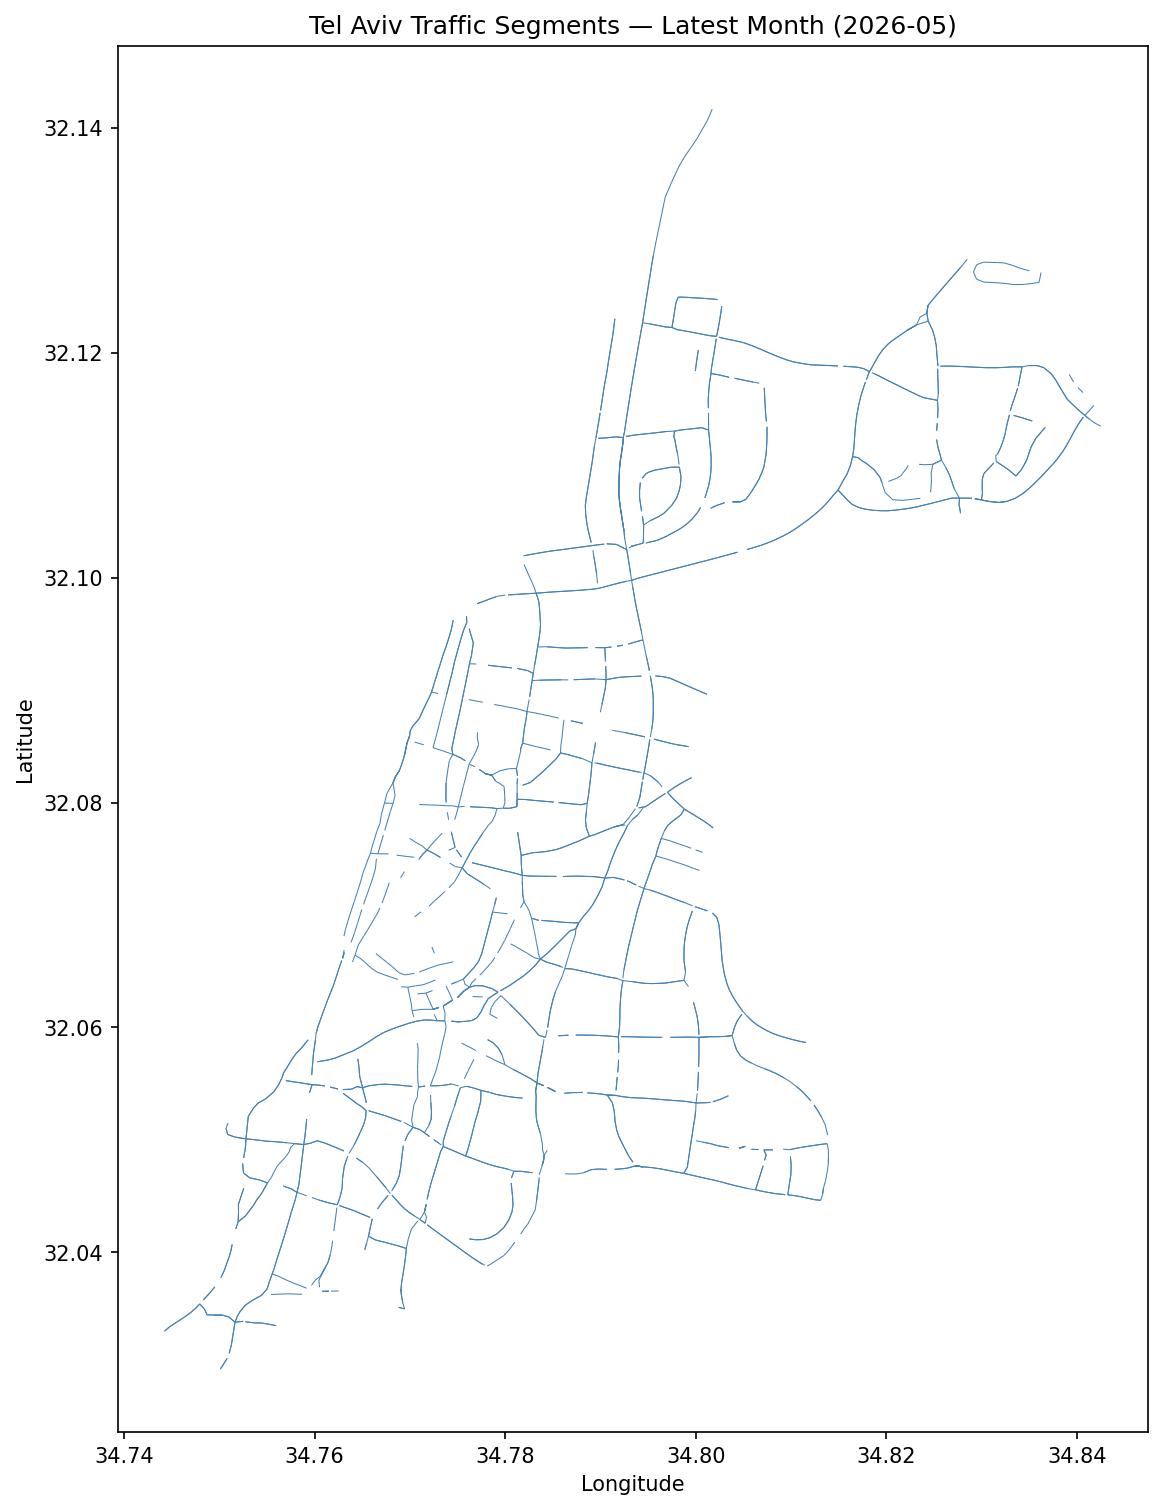 Tel Aviv Traffic Segments — Latest Month (2026-05)
Latitude
32.14
32.12
32.10
32.08
32.06
32.04
34.74 34.76 34.78 34.80 34.82 34.84
Longitude